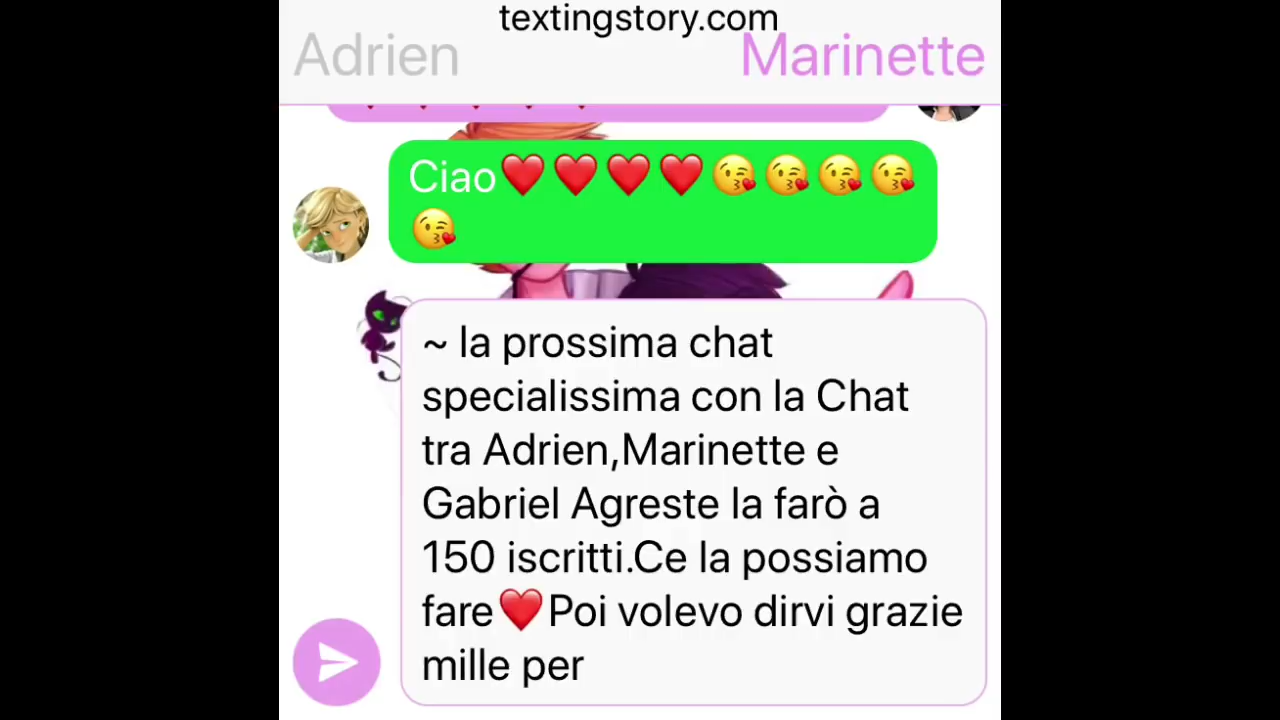 textingstory.com
Adrien
Marinette
Ciao❤️❤️❤️❤️😘😘😘😘
😘
~ la prossima chat
specialissima con la Chat
tra Adrien,Marinette e
Gabriel Agreste la farò a
150 iscritti.Ce la possiamo
fare❤️Poi volevo dirvi grazie
mille per